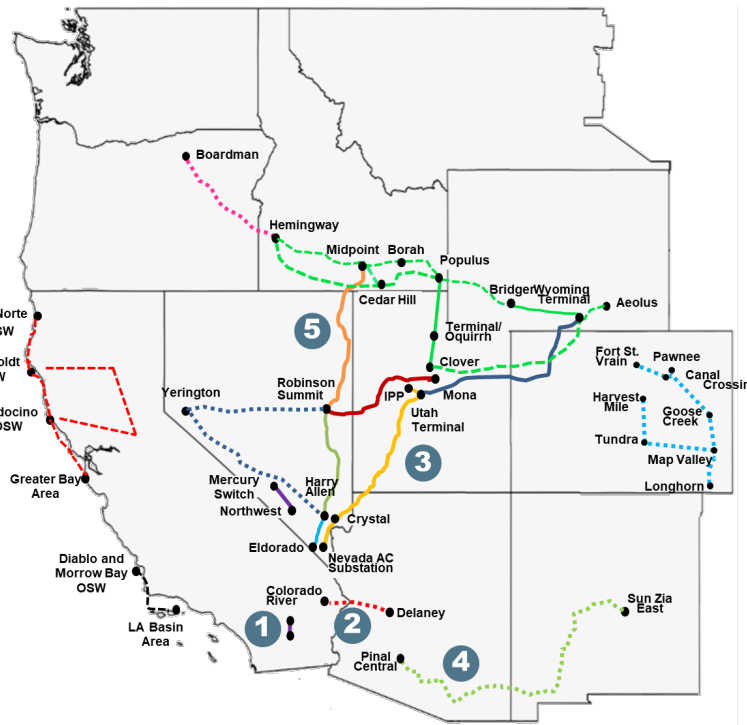 Boardman
Hemingway
Midpoint
Borah
Populus
Cedar Hill
Bridger
Wyoming
Terminal
Aeolus
Norte
SW
5
Terminal/
Oquirrh
Clover
Fort St.
Vrain
Pawnee
Canal
Crossin
oldt
W
Yerington
Robinson
Summit
IPP
Mona
Utah
Terminal
Harvest
Mile
Goose
Creek
docino
OSW
Tundra
Map Valley
3
Greater Bay
Area
Mercury
Switch
Northwest
Harry
Allen
Longhorn
Crystal
Eldorado
Nevada AC
Substation
Diablo and
Morrow Bay
OSW
Colorado
River
Sun Zia
East
LA Basin
Area
1
2
Delaney
Pinal
Central
4